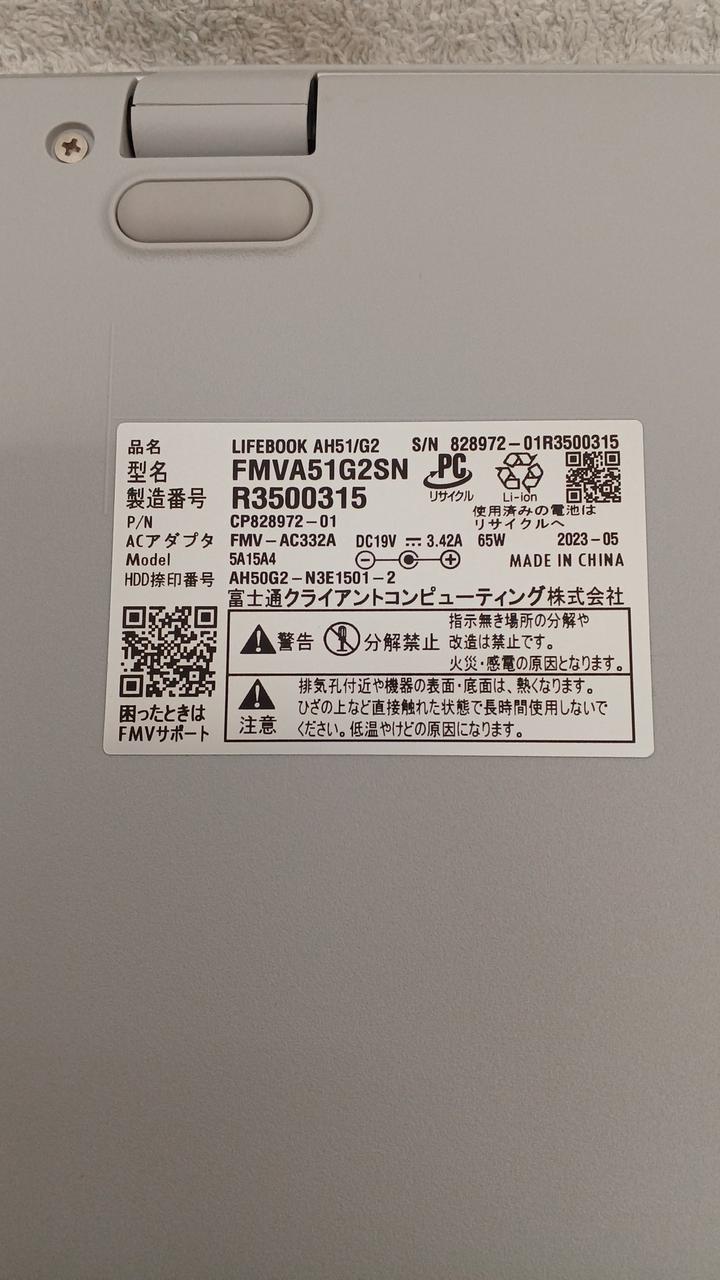 品名 LIFEBOOK AH51/G2 S/N 828972-01R3500315
型名 FMVA51G2SN PC
製造番号 R3500315 リサイクル Li-ion
使用済みの電池は
P/N CP828972-01 リサイクルへ
ACアダプタ FMV-AC332A DC19V 3.42A 65W 2023-05
Model 5A15A4 MADE IN CHINA
HDD捺印番号 AH50G2-N3E1501-2
富士通クライアントコンピューティング株式会社
警告 分解禁止
指示無き場所の分解や
改造は禁止です。
火災・感電の原因となります。
注意
排気孔付近や機器の表面・底面は、熱くなります。
ひざの上など直接触れた状態で長時間使用しないで
ください。低温やけどの原因になります。
困ったときは
FMVサポート